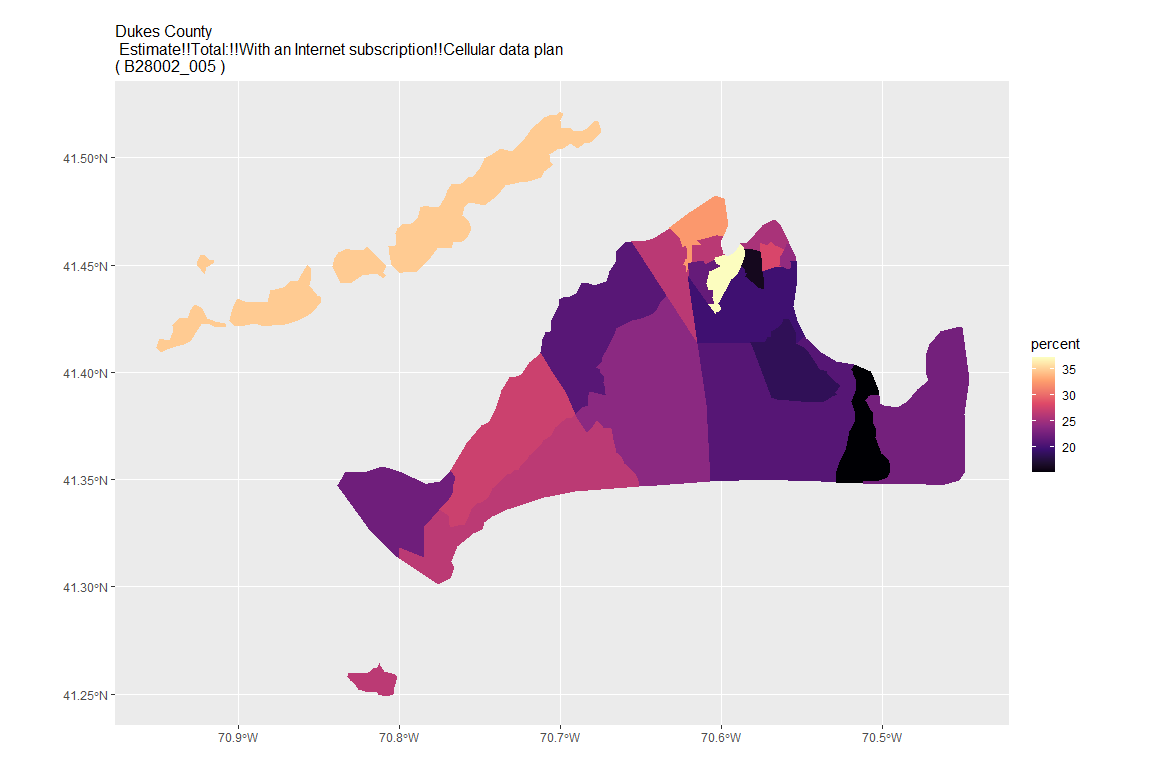 Dukes County
Estimate!!Total:!!With an Internet subscription!!Cellular data plan
( B28002_005 )
41.50°N
41.45°N
41.40°N
41.35°N
41.30°N
41.25°N
70.9°W
70.8°W
70.7°W
70.6°W
70.5°W
percent
35
30
25
20